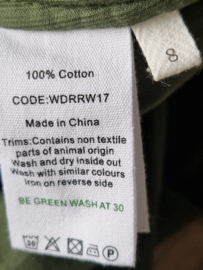 8
100% Cotton
CODE:WDRRW17
Made in China
Trims:Contains non textile
parts of animal origin
Wash and dry inside out
Wash with similar colours
Iron on reverse side
BE GREEN WASH AT 30